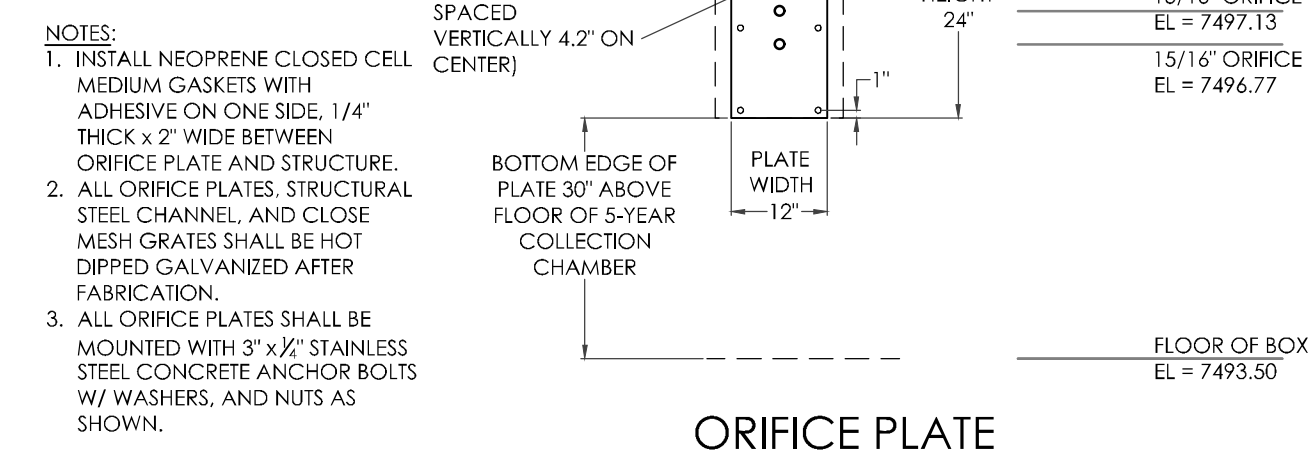 NOTES:
1. INSTALL NEOPRENE CLOSED CELL
MEDIUM GASKETS WITH
ADHESIVE ON ONE SIDE, 1/4"
THICK x 2" WIDE BETWEEN
ORIFICE PLATE AND STRUCTURE.
2. ALL ORIFICE PLATES, STRUCTURAL
STEEL CHANNEL, AND CLOSE
MESH GRATES SHALL BE HOT
DIPPED GALVANIZED AFTER
FABRICATION.
3. ALL ORIFICE PLATES SHALL BE
MOUNTED WITH 3" x 1/4" STAINLESS
STEEL CONCRETE ANCHOR BOLTS
W/ WASHERS, AND NUTS AS
SHOWN.
SPACED
VERTICALLY 4.2" ON
CENTER)
BOTTOM EDGE OF
PLATE 30" ABOVE
FLOOR OF 5-YEAR
COLLECTION
CHAMBER
PLATE
WIDTH
12"
1"
HEIGHT
24"
ORIFICE
EL = 7497.13
15/16" ORIFICE
EL = 7496.77
FLOOR OF BOX
EL = 7493.50
ORIFICE PLATE